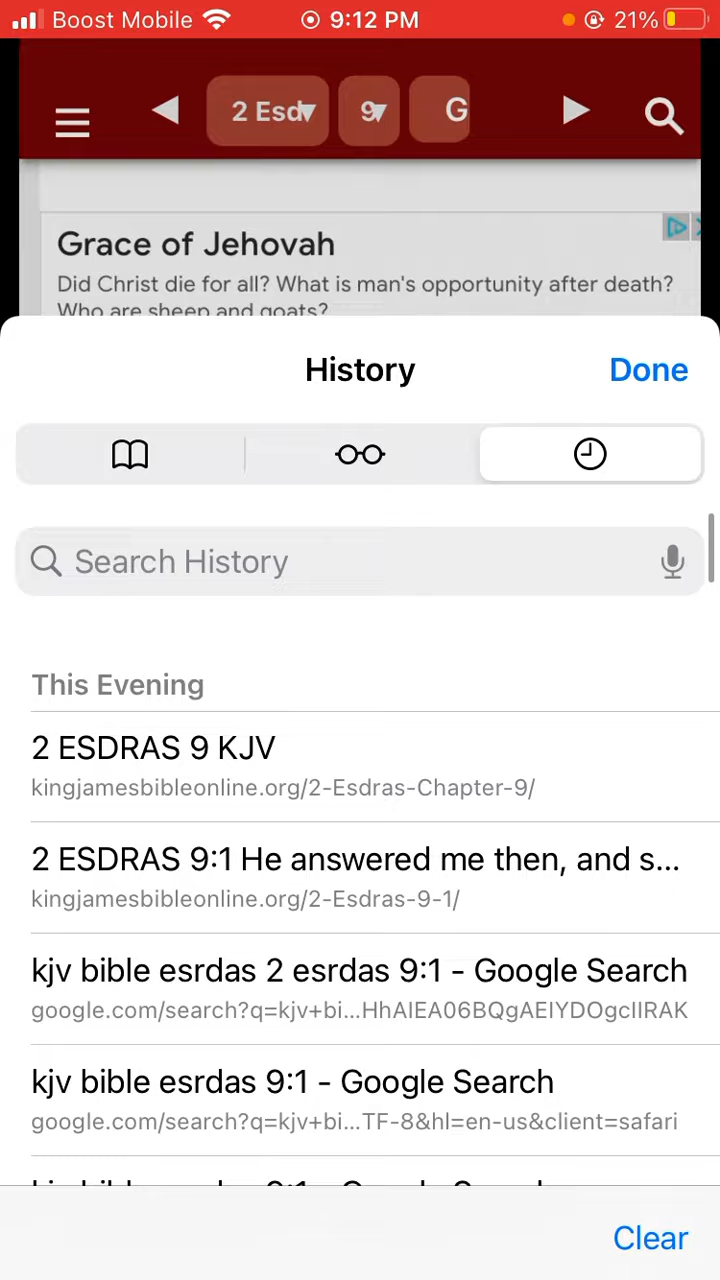 Boost Mobile 9:12 PM 21%
2 Esd 9 G
Grace of Jehovah
Did Christ die for all? What is man's opportunity after death?
Who are sheep and goats?
History Done
Search History
This Evening
2 ESDRAS 9 KJV
kingjamesbibleonline.org/2-Esdras-Chapter-9/
2 ESDRAS 9:1 He answered me then, and s...
kingjamesbibleonline.org/2-Esdras-9-1/
kjv bible esrdas 2 esrdas 9:1 - Google Search
google.com/search?q=kjv+bi...HhAIEA06BQgAEIYDOgcIIRAK
kjv bible esrdas 9:1 - Google Search
google.com/search?q=kjv+bi...TF-8&hl=en-us&client=safari
Clear